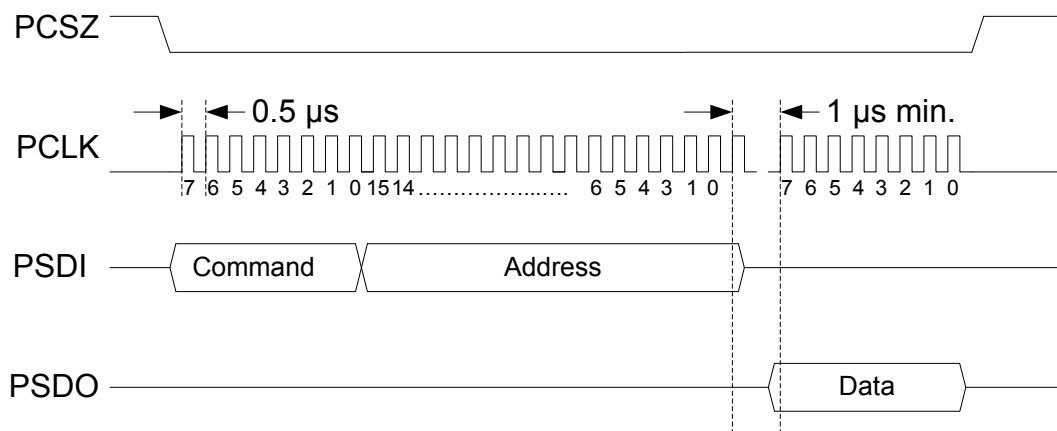 PCSZ
0.5 µs
1 µs min.
PCLK
7 6 5 4 3 2 1 0 15 14........................ 6 5 4 3 1 0 7 6 5 4 3 2 1 0
PSDI
Command
Address
PSDO
Data